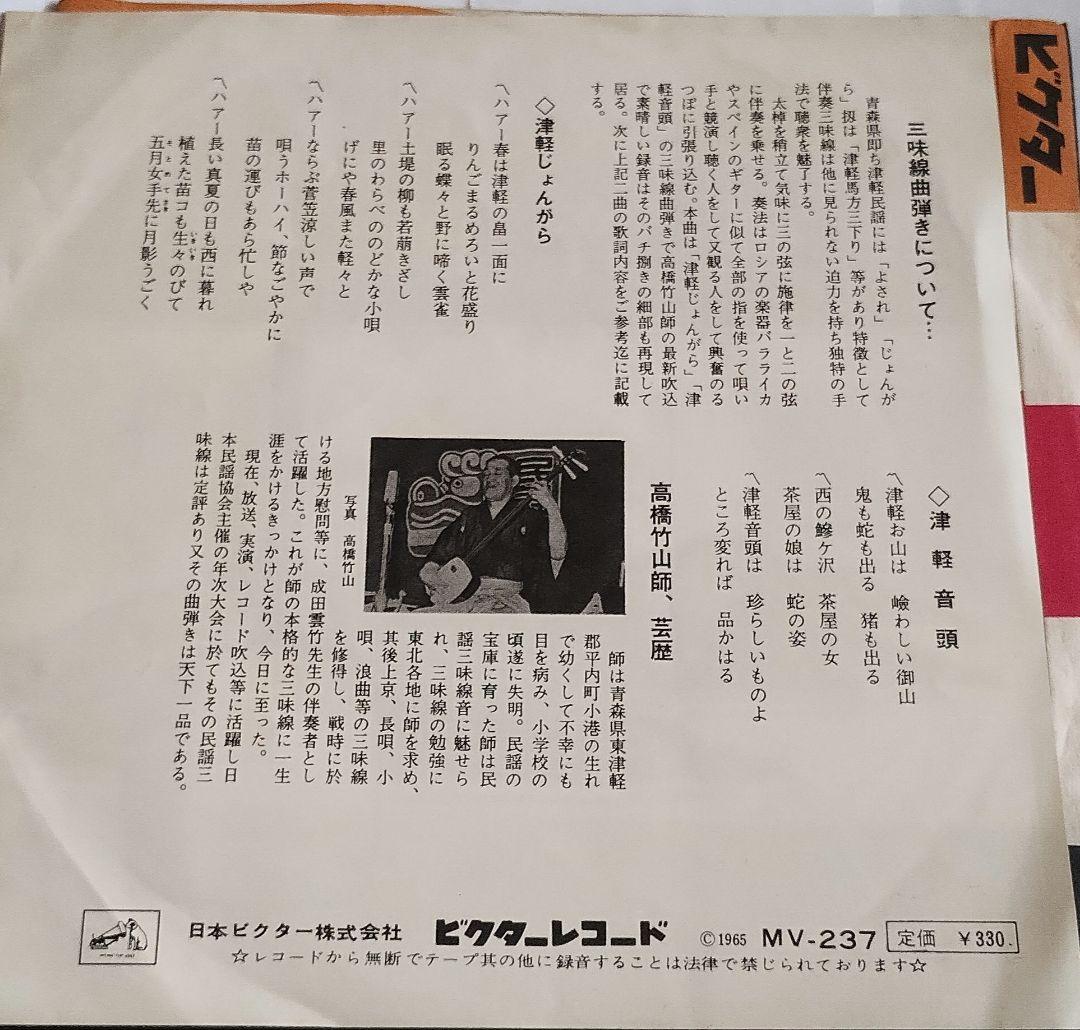 ビクター
三味線曲弾きについて…
青森県即ち津軽民謡には「よされ」「じょんが
ら」扨は「津軽馬方三下り」等があり特徴として
伴奏三味線は他に見られない迫力を持ち独特の手
法で聴衆を魅了する。
太棹を稍立て気味に三の弦に施律を一と二の弦
に伴奏を乗せる。奏法はロシアの楽器バラライカ
やスペインのギターに似て全部の指を使って唄い
手と競演し聴く人をして又観る人をして興奮のる
つぽに引張り込む。本曲は「津軽じょんがら」「津
軽音頭」の三味線曲弾きで高橋竹山師の最新吹込
で素晴しい録音はそのバチ捌きの細部も再現して
居る。次に上記二曲の歌詞内容をご参考迄に記載
する。
◇津軽じょんがら
〽ハアー春は津軽の畠一面に
りんごまるめろいと花盛り
眠る蝶々と野に啼く雲雀
〽ハアー土堤の柳も若萠きざし
里のわらべののどかな小唄
げにや春風また軽々と
〽ハアーならぶ菅笠涼しい声で
唄うホーハイ、節なごやかに
苗の運びもあら忙しや
〽ハアー長い真夏の日も西に暮れ
植えた苗コも生々のびて
いきいき
五月女手先に月影うごく
さとめてさき
◇津軽音頭
〽津軽お山は　嶮わしい御山
鬼も蛇も出る　猪も出る
〽西の鰺ケ沢　茶屋の女
茶屋の娘は　蛇の姿
〽津軽音頭は　珍らしいものよ
ところ変れば　品かはる
高橋竹山師、芸歴
師は青森県東津軽
郡平内町小港の生れ
で幼くして不幸にも
目を病み、小学校の
頃遂に失明。民謡の
宝庫に育った師は民
謡三味線音に魅せら
れ、三味線の勉強に
東北各地に師を求め、
其後上京、長唄、小
唄、浪曲等の三味線
を修得し、戦時に於
ける地方慰問等に、成田雲竹先生の伴奏者とし
て活躍した。これが師の本格的な三味線に一生
涯をかけるきっかけとなり、今日に至った。
現在、放送、実演、レコード吹込等に活躍し日
本民謡協会主催の年次大会に於てもその民謡三
味線は定評あり又その曲弾きは天下一品である。
写真　高橋竹山
日本ビクター株式会社　ビクターレコード　©1965　MV-237　定価　￥330.
☆レコードから無断でテープ其の他に録音することは法律で禁じられております☆